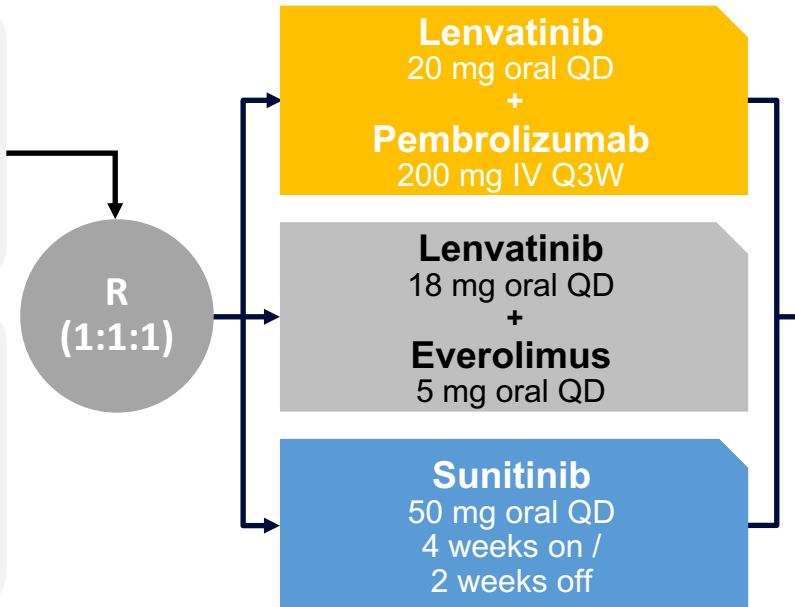 R
(1:1:1)
Lenvatinib
20 mg oral QD
+
Pembrolizumab
200 mg IV Q3W
Lenvatinib
18 mg oral QD
+
Everolimus
5 mg oral QD
Sunitinib
50 mg oral QD
4 weeks on /
2 weeks off